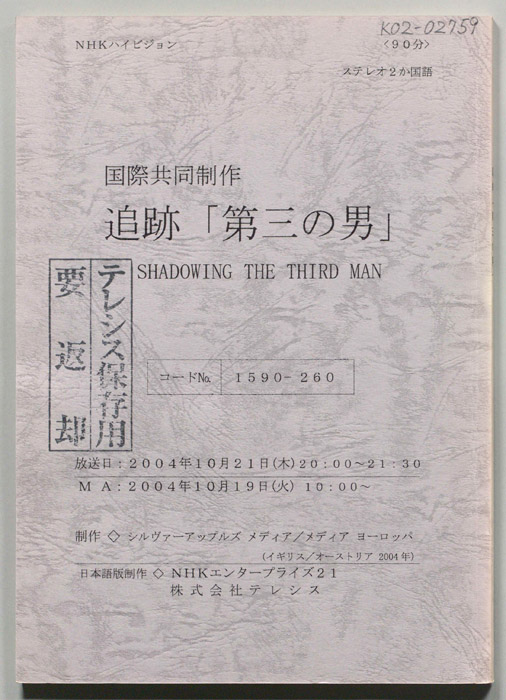 K02-02759
NHKハイビジョン
〈90分〉
ステレオ2か国語
国際共同制作
追跡「第三の男」
SHADOWING THE THIRD MAN
テレシス保存用
要返却
コード№ 1590-260
放送日:2004年10月21日(木)20:00~21:30
MA:2004年10月19日(火) 10:00~
制作 ◇ シルヴァーアップルズ メディア/メディア ヨーロッパ
(イギリス/オーストリア 2004年)
日本語版制作 ◇ NHKエンタープライズ21
株式会社テレシス